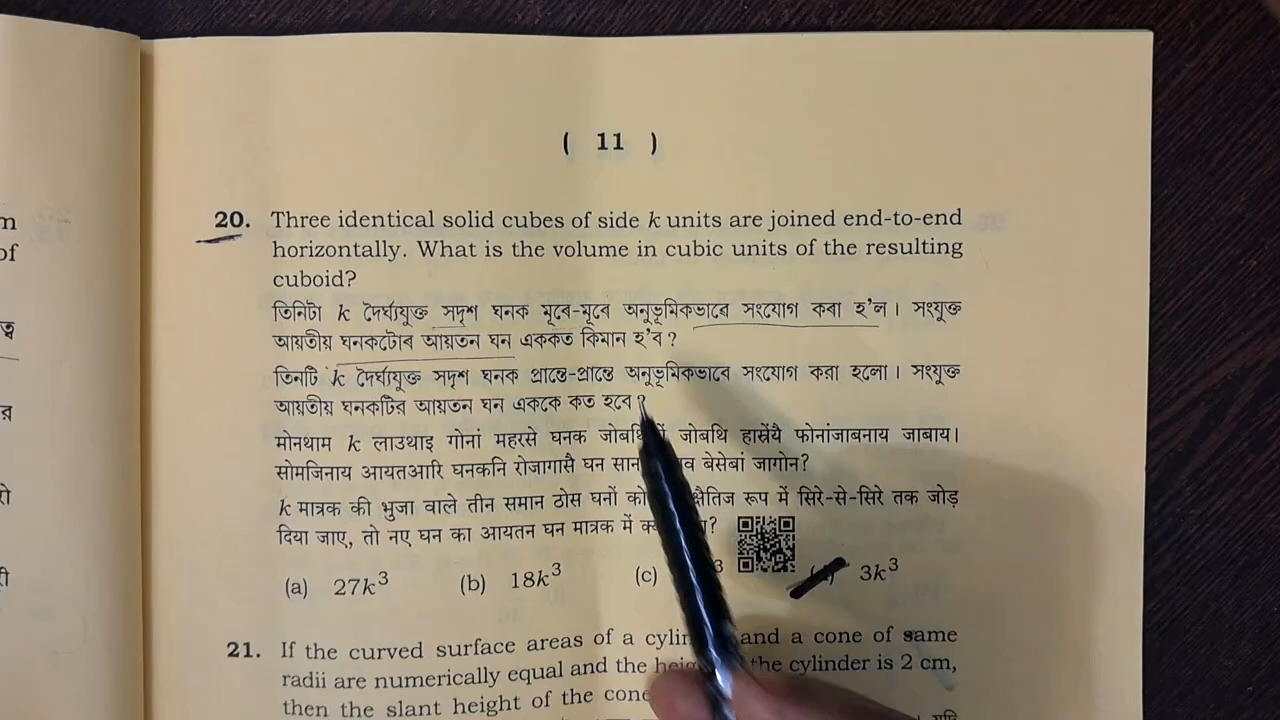 ( 11 )
20. Three identical solid cubes of side k units are joined end-to-end
horizontally. What is the volume in cubic units of the resulting
cuboid?
তিনিটা k দৈৰ্ঘ্যযুক্ত সদৃশ ঘনক মূৰে-মূৰে অনুভূমিকভাৱে সংযোগ কৰা হ'ল। সংযুক্ত
আয়তীয় ঘনকটোৰ আয়তন ঘন এককত কিমান হ'ব?
তিনটি k দৈর্ঘ্যযুক্ত সদৃশ ঘনক প্রান্তে-প্রান্তে অনুভূমিকভাবে সংযোগ করা হলো। সংযুক্ত
আয়তীয় ঘনকটির আয়তন ঘন এককে কত হবে?
मोनथाम k लाउथाइ गोनां महरसे घनक जोबथि जोबथि हास्रेंयै फोनांजाबनाय जाबाय।
सोमजिनाय आयतआरि घनकनि रोजागासै घन बेसेबां जागोन?
k मात्रक की भुजा वाले तीन समान ठोस घनों को रूप में सिरे-से-सिरे तक जोड़
दिया जाए, तो नए घन का आयतन घन मात्रक में
(a) 27k³ (b) 18k³ (c) 3k³
21. If the curved surface areas of a and a cone of same
radii are numerically equal and the the cylinder is 2 cm,
then the slant height of the cone